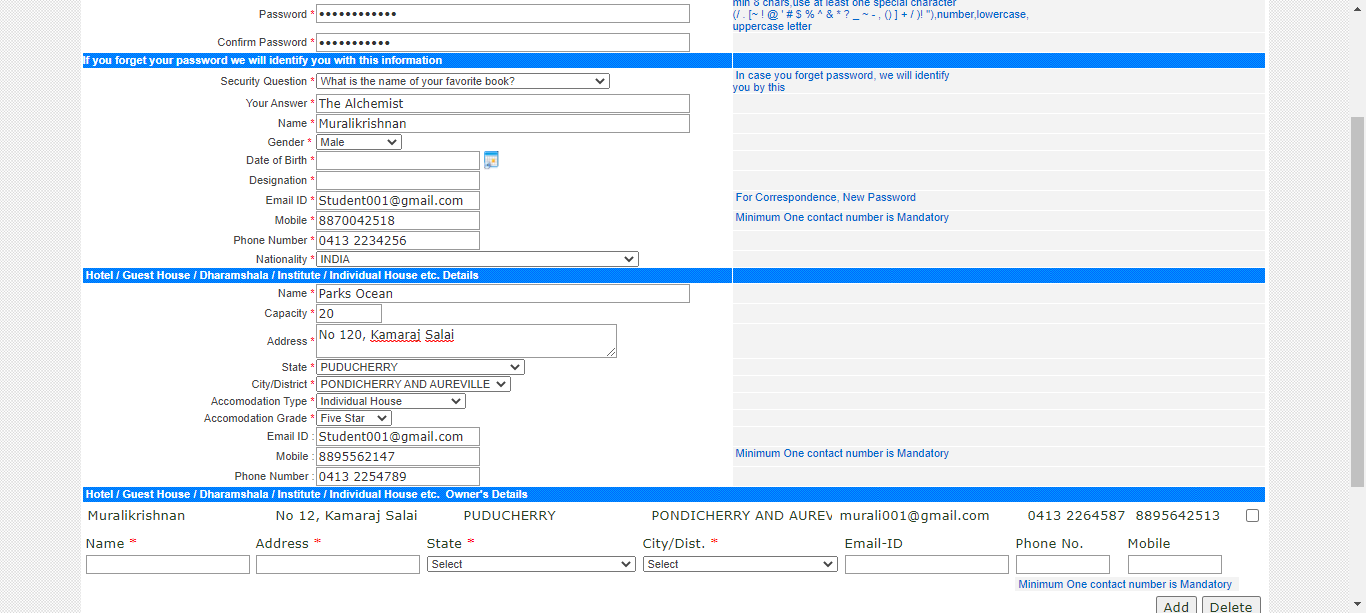 min 8 chars,use at least one special character
Password * ••••••••••••
(/ . [~ ! @ ' # $ % ^ & * ? _ ~ - , () ] + / )! "),number,lowercase,
uppercase letter
Confirm Password * •••••••••••
If you forget your password we will identify you with this information
Security Question * What is the name of your favorite book?
In case you forget password, we will identify
you by this
Your Answer * The Alchemist
Name * Muralikrishnan
Gender * Male
Date of Birth *
Designation *
Email ID * Student001@gmail.com
For Correspondence, New Password
Mobile * 8870042518
Minimum One contact number is Mandatory
Phone Number * 0413 2234256
Nationality * INDIA
Hotel / Guest House / Dharamshala / Institute / Individual House etc. Details
Name * Parks Ocean
Capacity * 20
Address * No 120, Kamaraj Salai
State * PUDUCHERRY
City/District * PONDICHERRY AND AUREVILLE
Accomodation Type * Individual House
Accomodation Grade * Five Star
Email ID : Student001@gmail.com
Mobile : 8895562147
Minimum One contact number is Mandatory
Phone Number : 0413 2254789
Hotel / Guest House / Dharamshala / Institute / Individual House etc. Owner's Details
Muralikrishnan No 12, Kamaraj Salai PUDUCHERRY PONDICHERRY AND AUREV murali001@gmail.com 0413 2264587 8895642513
Name * Address * State * City/Dist. * Email-ID Phone No. Mobile
Select Select
Minimum One contact number is Mandatory
Add Delete